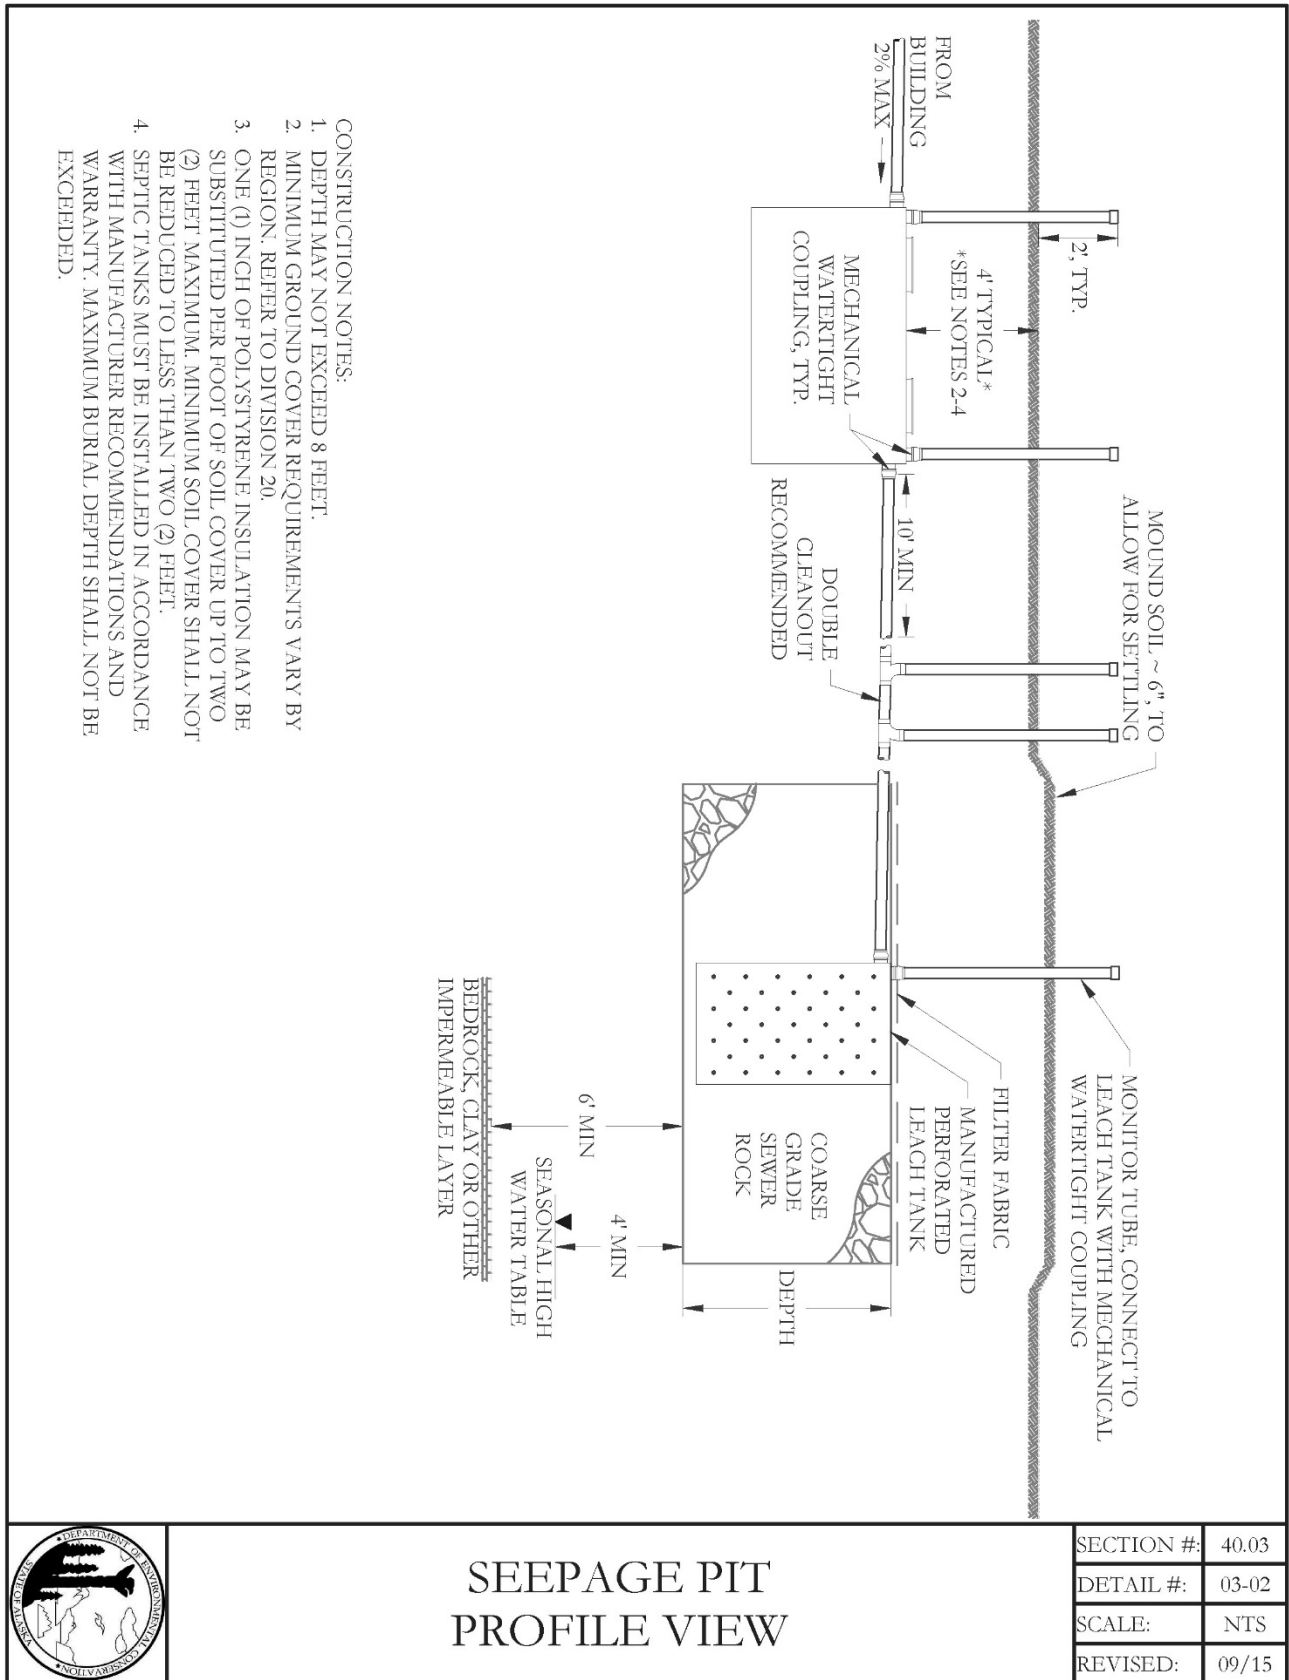 FROM
BUILDING
2% MAX
2', TYP.
4' TYPICAL*
*SEE NOTES 2-4
MECHANICAL
WATERTIGHT
COUPLING, TYP.
10' MIN
DOUBLE
CLEANOUT
RECOMMENDED
MOUND SOIL ~ 6", TO
ALLOW FOR SETTLING
MONITOR TUBE, CONNECT TO
LEACH TANK WITH MECHANICAL
WATERTIGHT COUPLING
FILTER FABRIC
MANUFACTURED
PERFORATED
LEACH TANK
COARSE
GRADE
SEWER
ROCK
DEPTH
6' MIN
4' MIN
SEASONAL HIGH
WATER TABLE
BEDROCK, CLAY OR OTHER
IMPERMEABLE LAYER
CONSTRUCTION NOTES:
1. DEPTH MAY NOT EXCEED 8 FEET.
2. MINIMUM GROUND COVER REQUIREMENTS VARY BY
REGION. REFER TO DIVISION 20.
3. ONE (1) INCH OF POLYSTYRENE INSULATION MAY BE
SUBSTITUTED PER FOOT OF SOIL COVER UP TO TWO
(2) FEET MAXIMUM. MINIMUM SOIL COVER SHALL NOT
BE REDUCED TO LESS THAN TWO (2) FEET.
4. SEPTIC TANKS MUST BE INSTALLED IN ACCORDANCE
WITH MANUFACTURER RECOMMENDATIONS AND
WARRANTY. MAXIMUM BURIAL DEPTH SHALL NOT BE
EXCEEDED.
DEPARTMENT OF ENVIRONMENTAL CONSERVATION
STATE OF ALASKA
SEEPAGE PIT
PROFILE VIEW
SECTION #: 40.03
DETAIL #: 03-02
SCALE: NTS
REVISED: 09/15